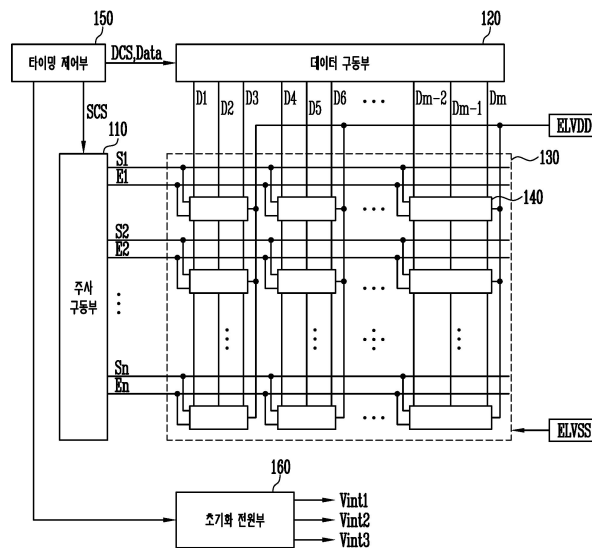 150
120
타이밍 제어부
DCS,Data
데이터 구동부
SCS
D1
D2
D3
D4
D5
D6
Dm-2
Dm-1
Dm
ELVDD
110
130
S1
E1
140
S2
E2
주사
구동부
Sn
En
ELVSS
160
초기화 전원부
Vint1
Vint2
Vint3